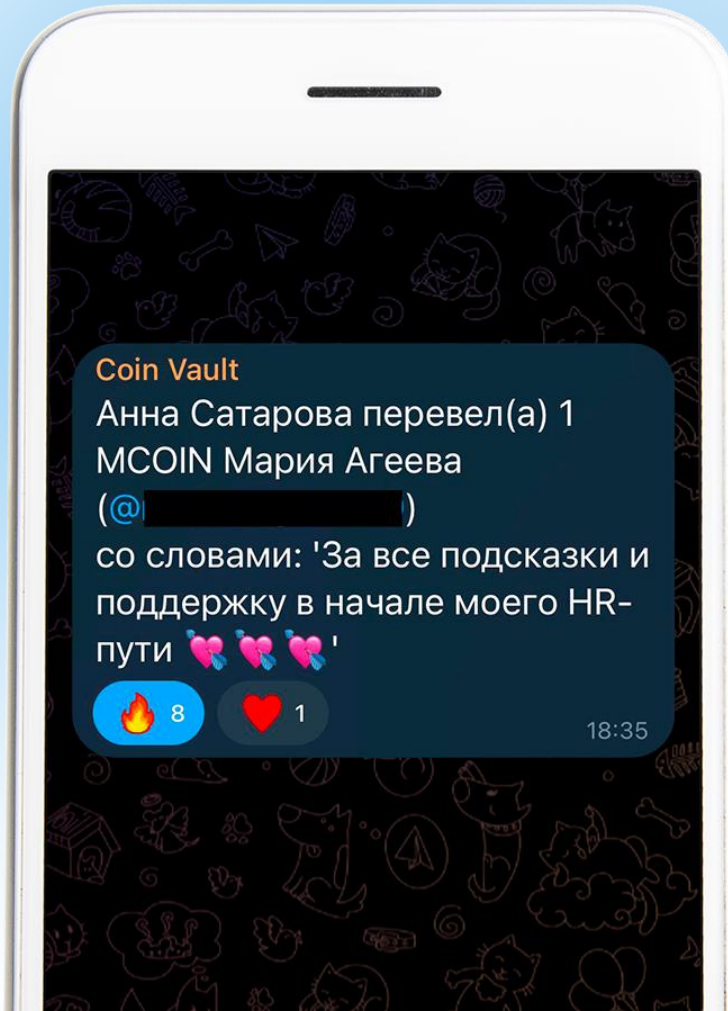 Coin Vault
Анна Сатарова перевел(а) 1
MCOIN Мария Агеева
(@ )
со словами: 'За все подсказки и
поддержку в начале моего HR-
пути 💘 💘 💘'
🔥 8 ❤️ 1
18:35